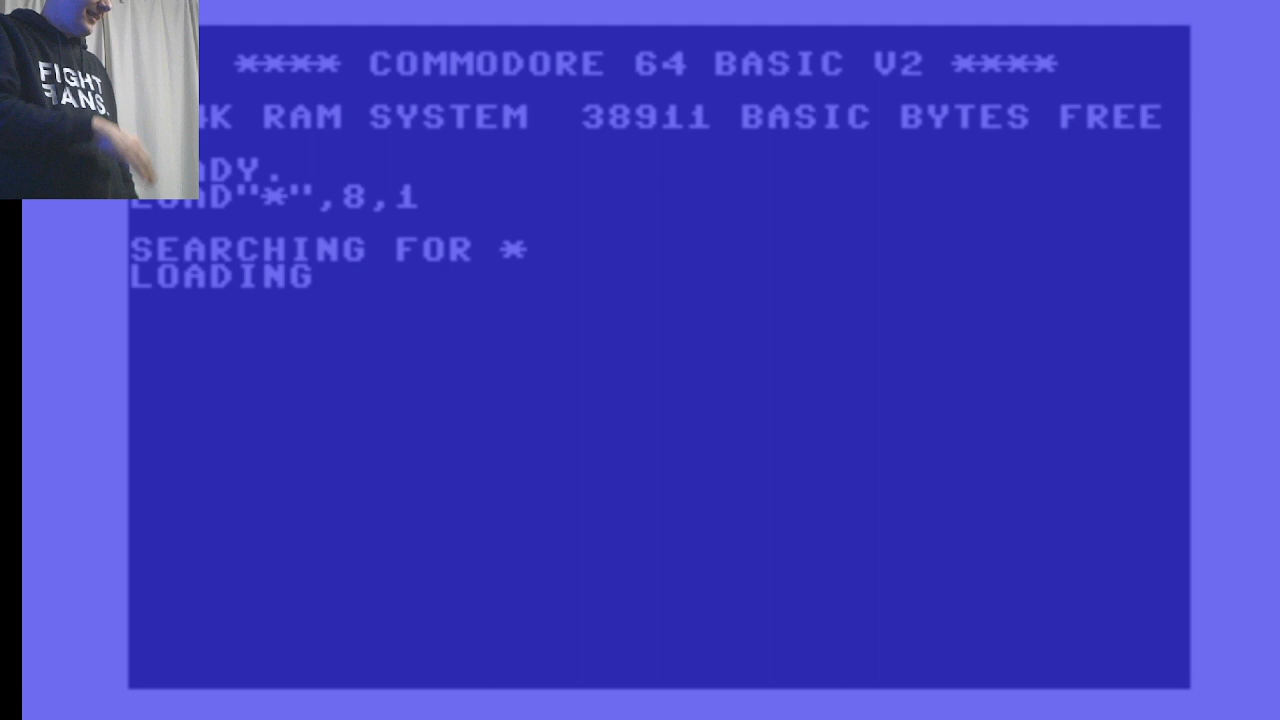 FIGHT
**** COMMODORE 64 BASIC V2 ****
K RAM SYSTEM  38911 BASIC BYTES FREE
DY.
LOAD"*",8,1
SEARCHING FOR *
LOADING